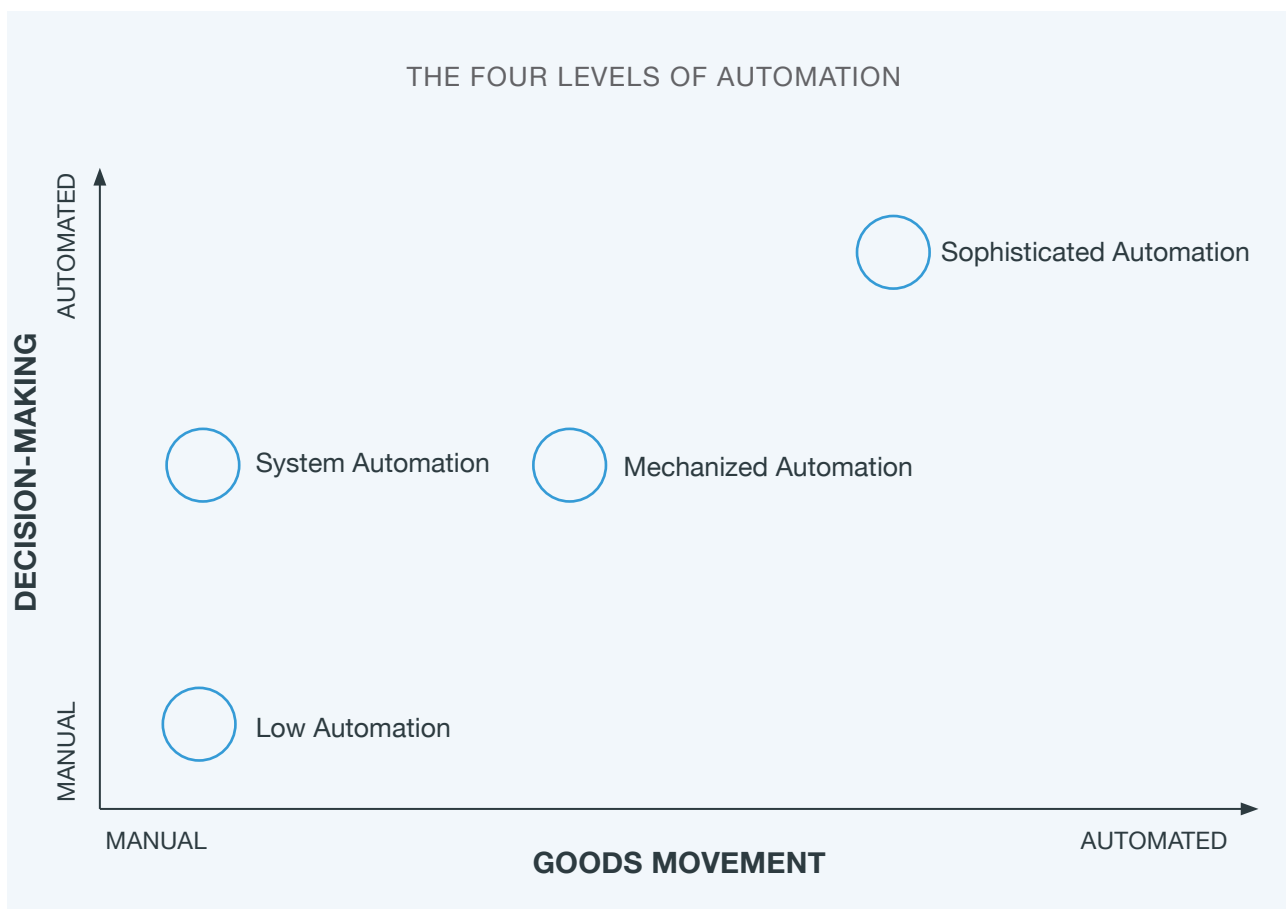 THE FOUR LEVELS OF AUTOMATION
AUTOMATED
Sophisticated Automation
DECISION-MAKING
System Automation
Mechanized Automation
MANUAL
Low Automation
MANUAL
AUTOMATED
GOODS MOVEMENT